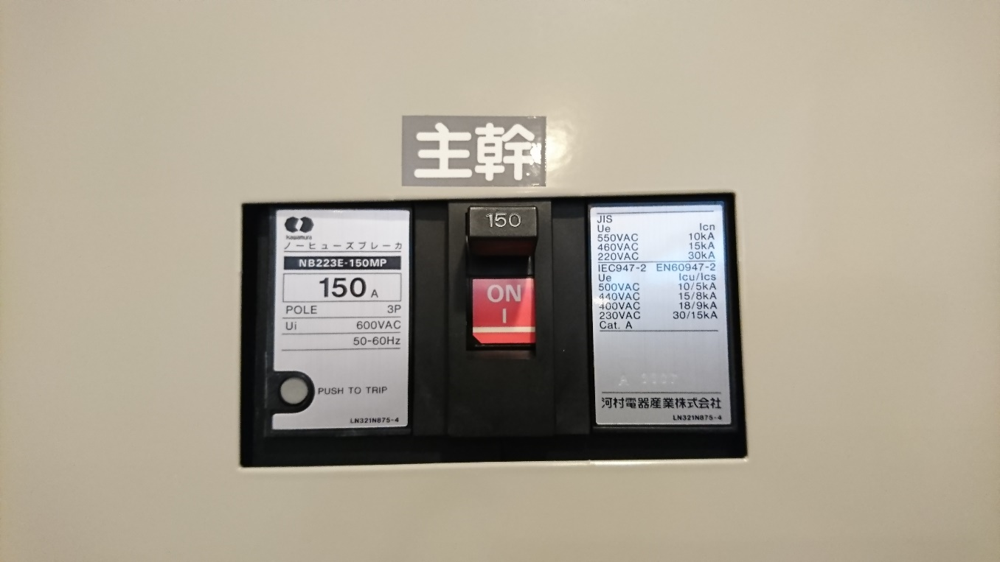 主幹
kawamura
ノーヒューズブレーカ
NB223E-150MP
150 A
POLE 3P
Ui 600VAC
50-60Hz
PUSH TO TRIP
LN321NB75-4
150
ON
I
JIS
Ue Icn
550VAC 10kA
460VAC 15kA
220VAC 30kA
IEC947-2 EN60947-2
Ue Icu/Ics
500VAC 10/5kA
440VAC 15/8kA
400VAC 18/9kA
230VAC 30/15kA
Cat. A
河村電器産業株式会社
LN321NB75-4